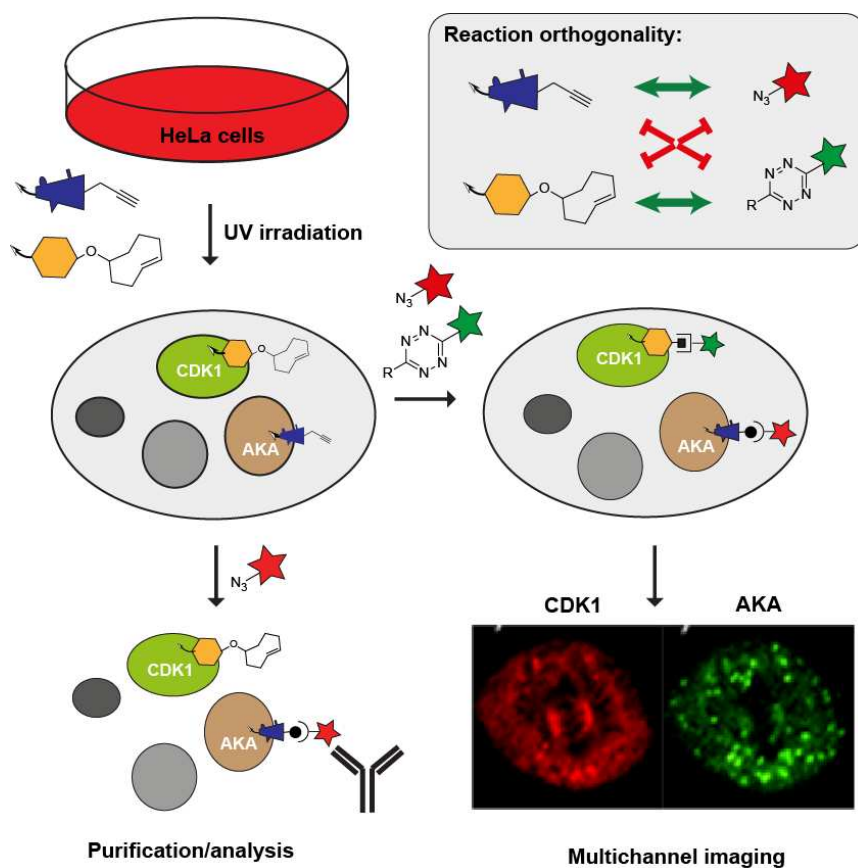 Reaction orthogonality:
HeLa cells
N3
O
N N
N N
R
UV irradiation
O
N3
N N
N N
R
CDK1
O
AKA
CDK1
AKA
N3
CDK1
O
AKA
CDK1 AKA
Purification/analysis
Multichannel imaging